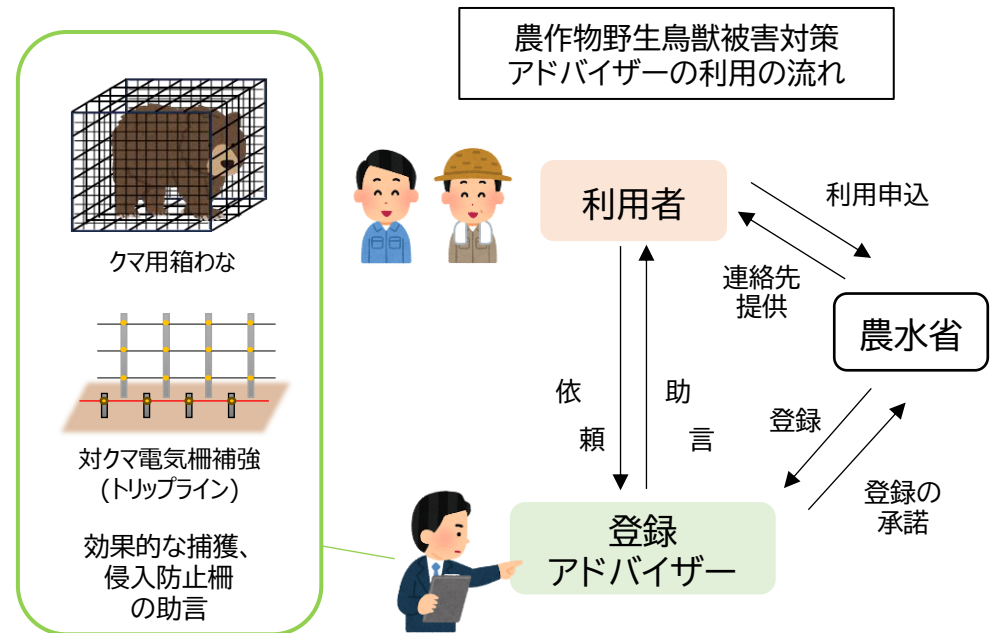 農作物野生鳥獣被害対策
アドバイザーの利用の流れ
クマ用箱わな
対クマ電気柵補強
(トリップライン)
効果的な捕獲、
侵入防止柵
の助言
利用者
利用申込
連絡先
提供
農水省
依頼
助言
登録
登録の
承諾
登録
アドバイザー